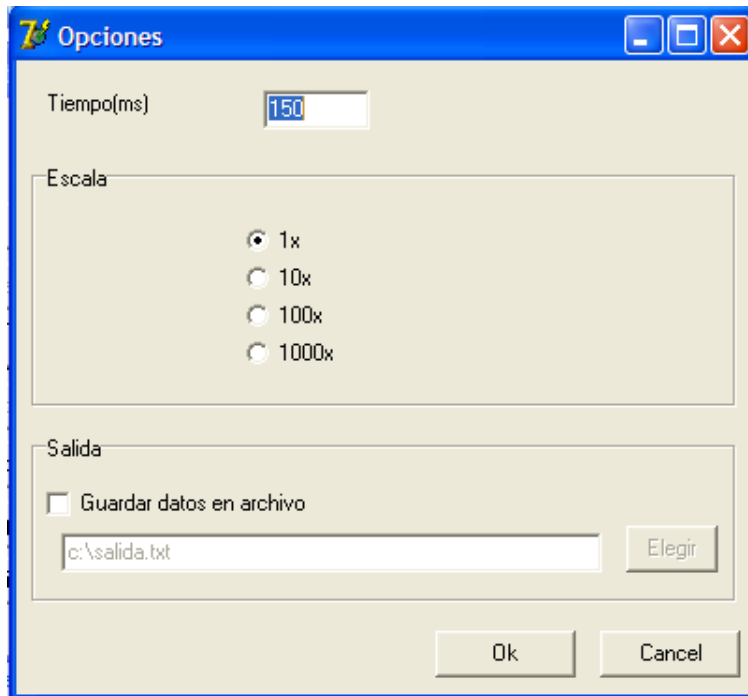 Opciones
Tiempo(ms) 150
Escala
1x
10x
100x
1000x
Salida
Guardar datos en archivo
c:\salida.txt Elegir
Ok Cancel